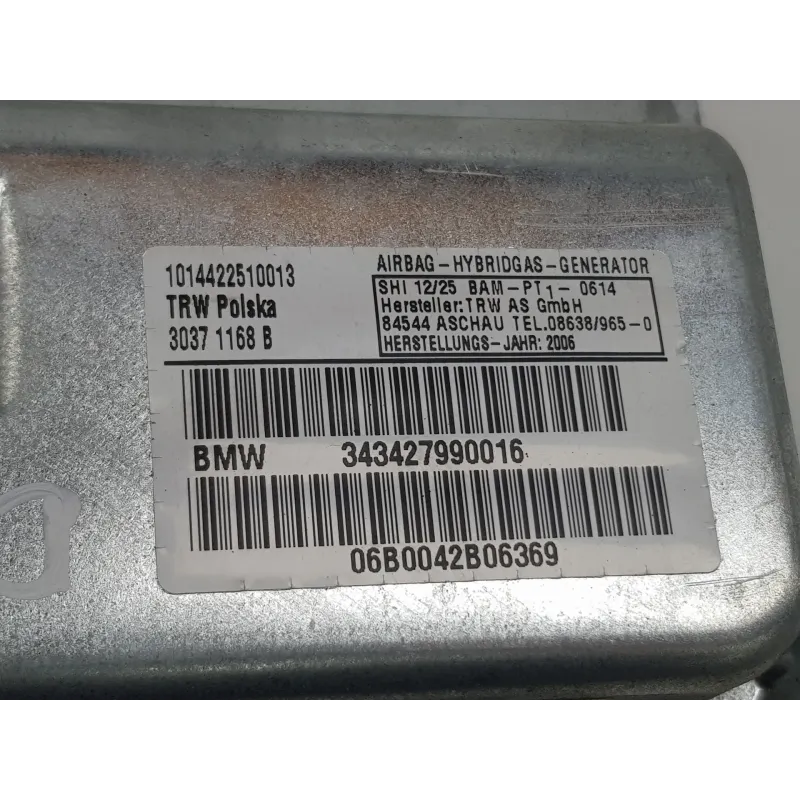 1014422510013
TRW Polska
3037 1168 B
AIRBAG-HYBRIDGAS-GENERATOR
SHI 12/25 BAM-PT1-0614
Hersteller:TRW AS GmbH
84544 ASCHAU TEL.08638/965-0
HERSTELLUNGS-JAHR: 2006
BMW 343427990016
06B0042B06369